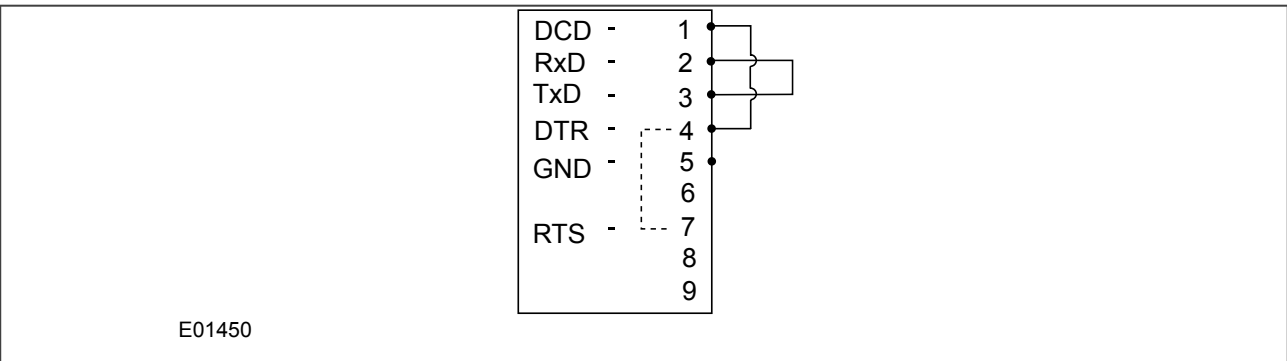 DCD - 1
RxD - 2
TxD - 3
DTR - 4
GND - 5
6
RTS - 7
8
9
E01450